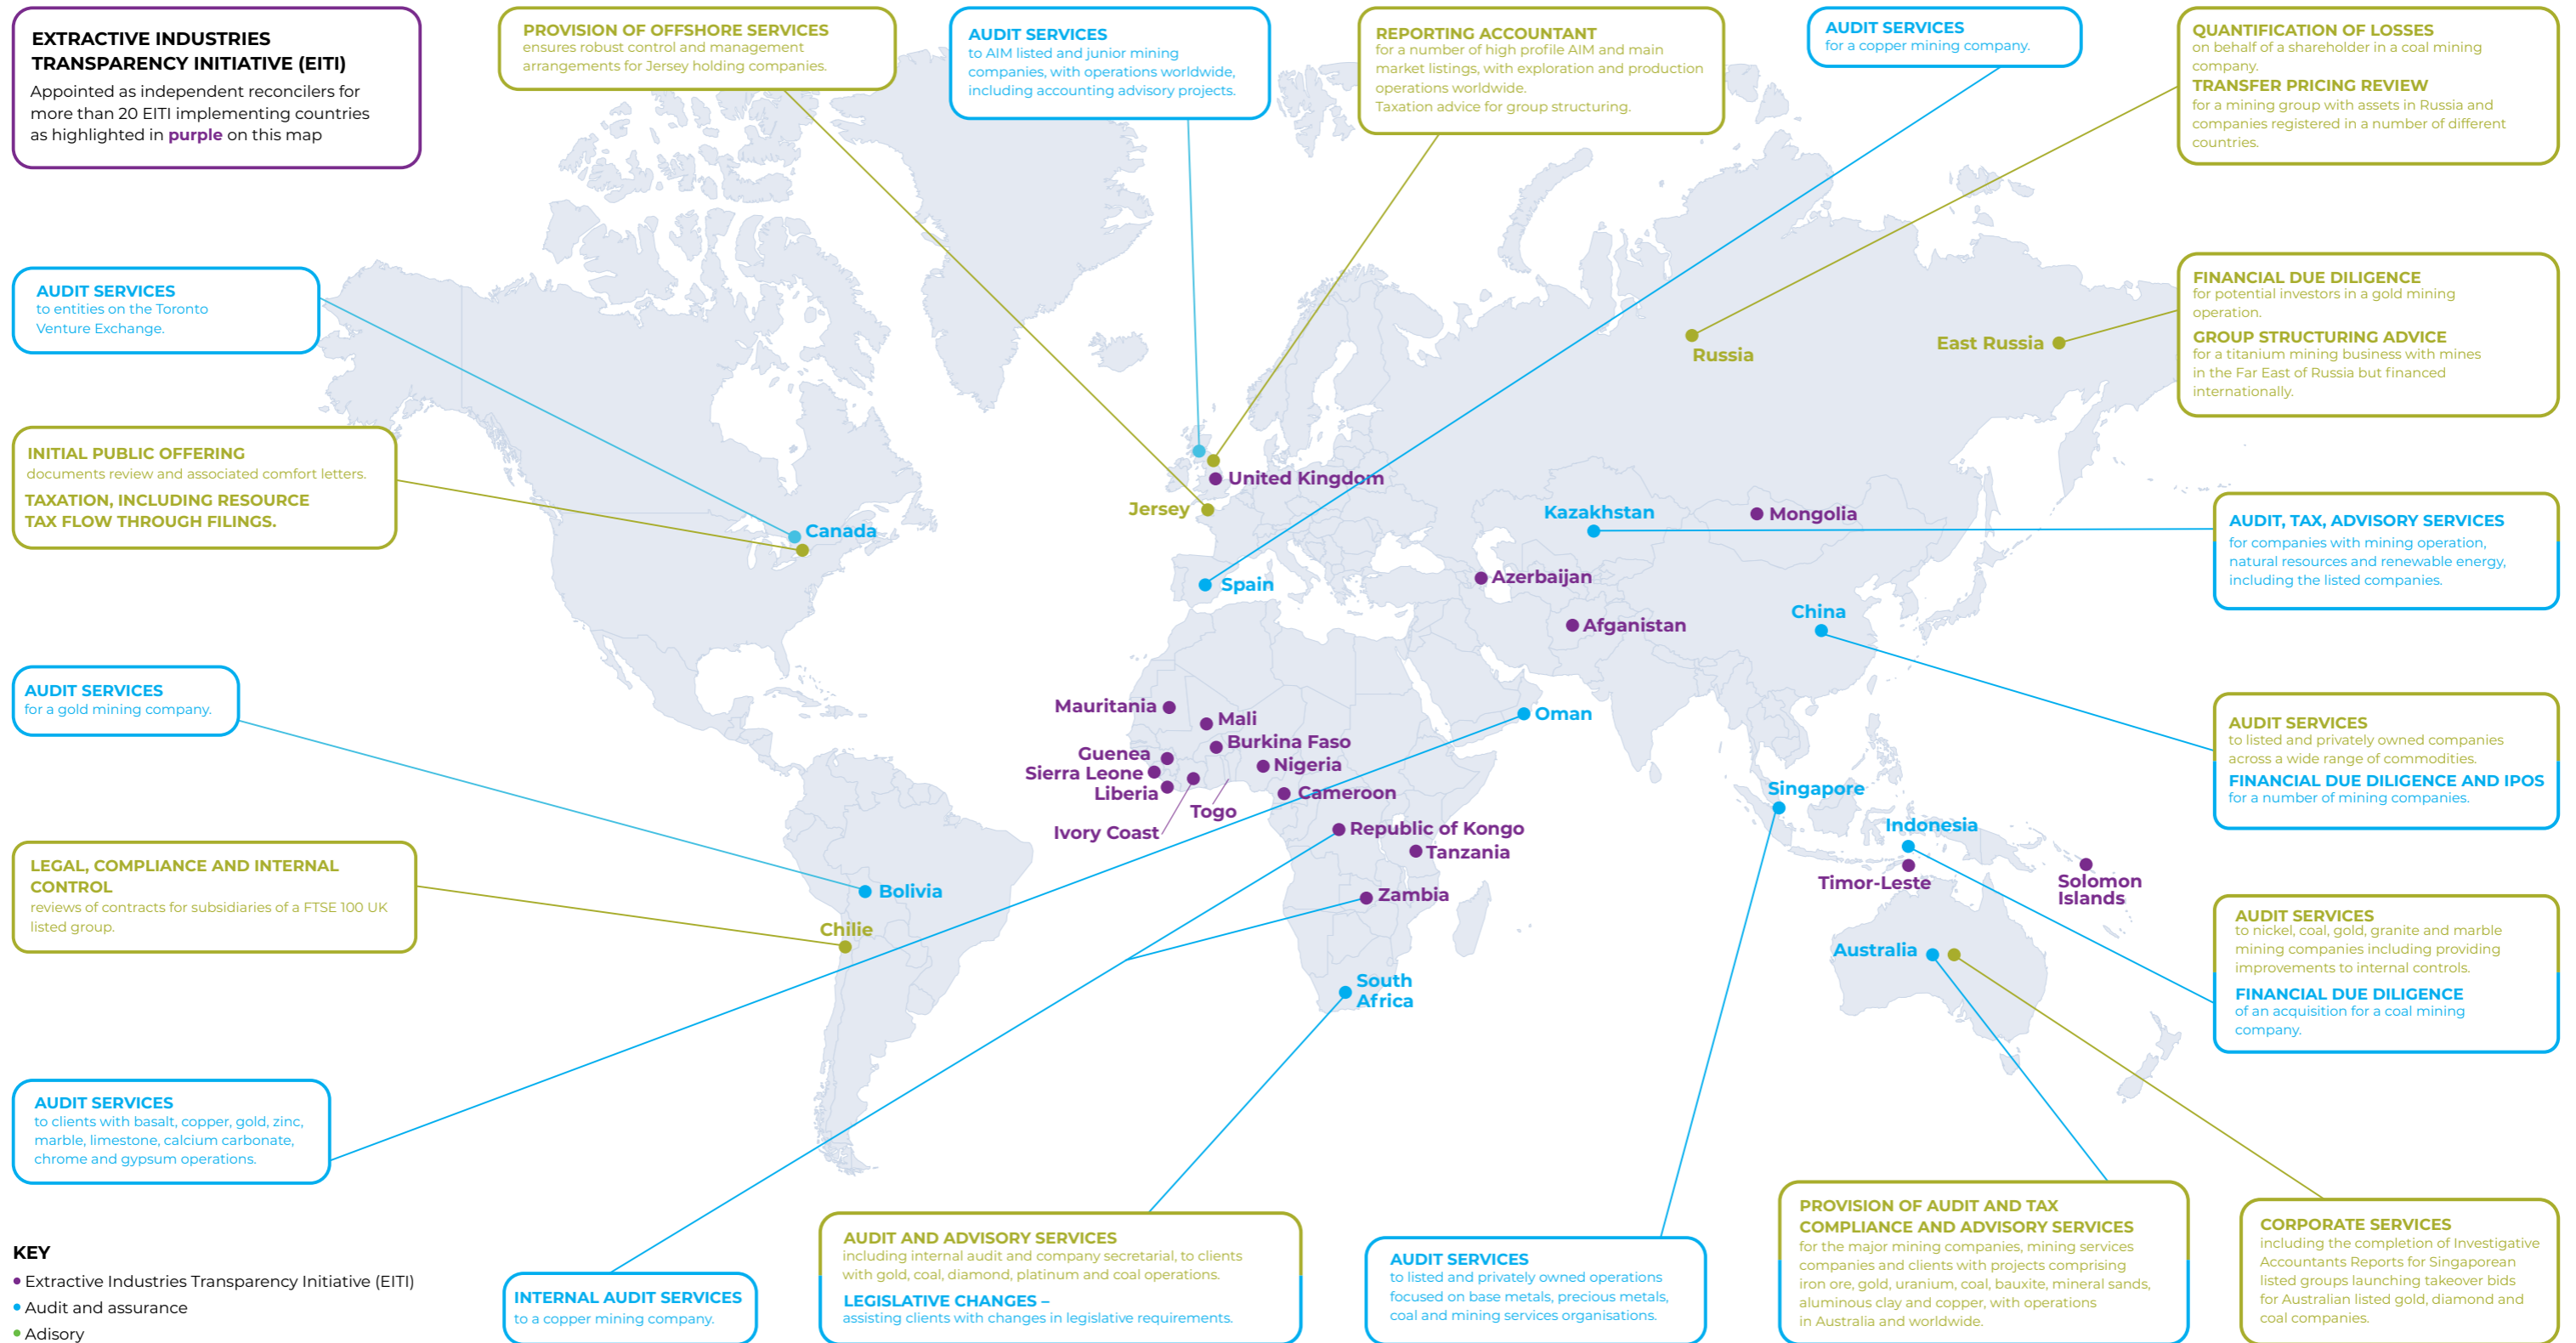 EXTRACTIVE INDUSTRIES
TRANSPARENCY INITIATIVE (EITI)
Appointed as independent reconcilers for
more than 20 EITI implementing countries
as highlighted in purple on this map
PROVISION OF OFFSHORE SERVICES
ensures robust control and management
arrangements for Jersey holding companies.
AUDIT SERVICES
to AIM listed and junior mining
companies, with operations worldwide,
including accounting advisory projects.
REPORTING ACCOUNTANT
for a number of high profile AIM and main
market listings, with exploration and production
operations worldwide.
Taxation advice for group structuring.
AUDIT SERVICES
for a copper mining company.
QUANTIFICATION OF LOSSES
on behalf of a shareholder in a coal mining
company.
TRANSFER PRICING REVIEW
for a mining group with assets in Russia and
companies registered in a number of different
countries.
AUDIT SERVICES
to entities on the Toronto
Venture Exchange.
FINANCIAL DUE DILIGENCE
for potential investors in a gold mining
operation.
GROUP STRUCTURING ADVICE
for a titanium mining business with mines
in the Far East of Russia but financed
internationally.
Russia
East Russia
INITIAL PUBLIC OFFERING
documents review and associated comfort letters.
TAXATION, INCLUDING RESOURCE
TAX FLOW THROUGH FILINGS.
United Kingdom
Jersey
Canada
Spain
Kazakhstan
Mongolia
Azerbaijan
Afganistan
China
AUDIT, TAX, ADVISORY SERVICES
for companies with mining operation,
natural resources and renewable energy,
including the listed companies.
AUDIT SERVICES
for a gold mining company.
Mauritania
Mali
Burkina Faso
Guenea
Nigeria
Sierra Leone
Liberia
Cameroon
Togo
Ivory Coast
Republic of Kongo
Tanzania
Zambia
Oman
Singapore
Indonesia
Timor-Leste
Solomon
Islands
AUDIT SERVICES
to listed and privately owned companies
across a wide range of commodities.
FINANCIAL DUE DILIGENCE AND IPOS
for a number of mining companies.
LEGAL, COMPLIANCE AND INTERNAL
CONTROL
reviews of contracts for subsidiaries of a FTSE 100 UK
listed group.
Bolivia
Chilie
South
Africa
Australia
AUDIT SERVICES
to nickel, coal, gold, granite and marble
mining companies including providing
improvements to internal controls.
FINANCIAL DUE DILIGENCE
of an acquisition for a coal mining
company.
AUDIT SERVICES
to clients with basalt, copper, gold, zinc,
marble, limestone, calcium carbonate,
chrome and gypsum operations.
KEY
• Extractive Industries Transparency Initiative (EITI)
• Audit and assurance
• Adisory
INTERNAL AUDIT SERVICES
to a copper mining company.
AUDIT AND ADVISORY SERVICES
including internal audit and company secretarial, to clients
with gold, coal, diamond, platinum and coal operations.
LEGISLATIVE CHANGES –
assisting clients with changes in legislative requirements.
AUDIT SERVICES
to listed and privately owned operations
focused on base metals, precious metals,
coal and mining services organisations.
PROVISION OF AUDIT AND TAX
COMPLIANCE AND ADVISORY SERVICES
for the major mining companies, mining services
companies and clients with projects comprising
iron ore, gold, uranium, coal, bauxite, mineral sands,
aluminous clay and copper, with operations
in Australia and worldwide.
CORPORATE SERVICES
including the completion of Investigative
Accountants Reports for Singaporean
listed groups launching takeover bids
for Australian listed gold, diamond and
coal companies.